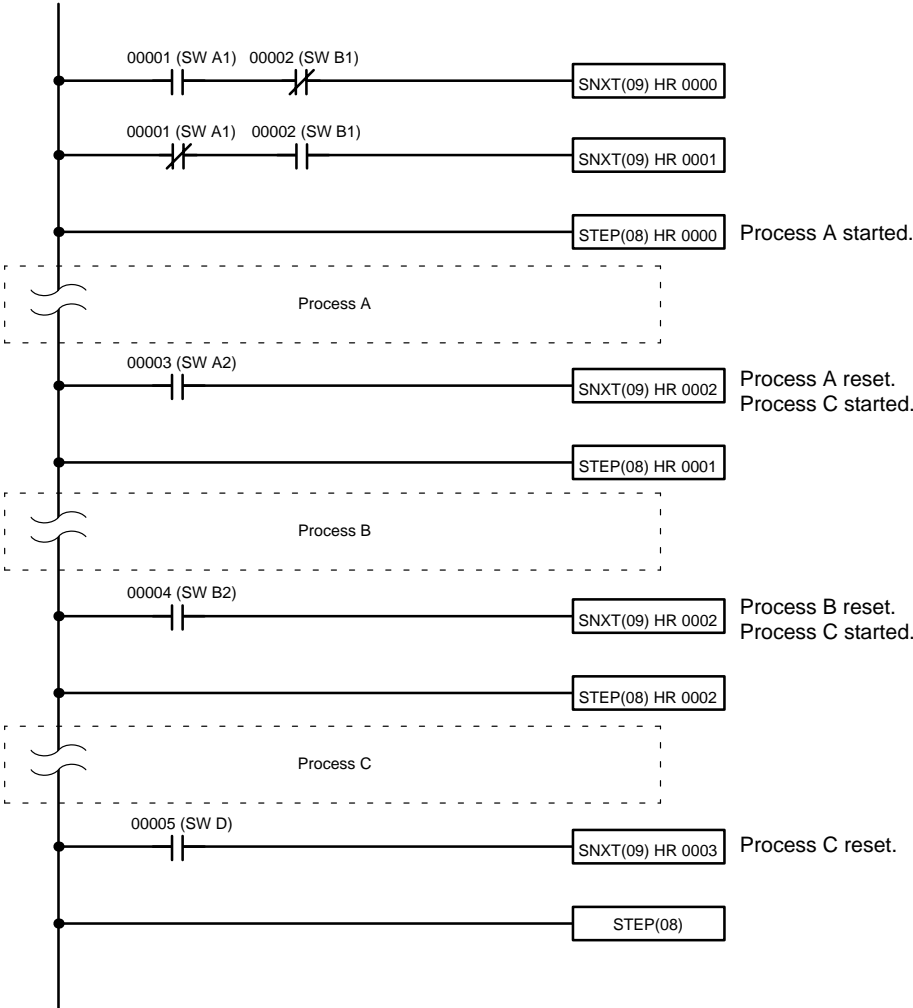 00001 (SW A1) 00002 (SW B1)
SNXT(09) HR 0000
00001 (SW A1) 00002 (SW B1)
SNXT(09) HR 0001
STEP(08) HR 0000 Process A started.
Process A
00003 (SW A2)
SNXT(09) HR 0002 Process A reset.
Process C started.
STEP(08) HR 0001
Process B
00004 (SW B2)
SNXT(09) HR 0002 Process B reset.
Process C started.
STEP(08) HR 0002
Process C
00005 (SW D)
SNXT(09) HR 0003 Process C reset.
STEP(08)